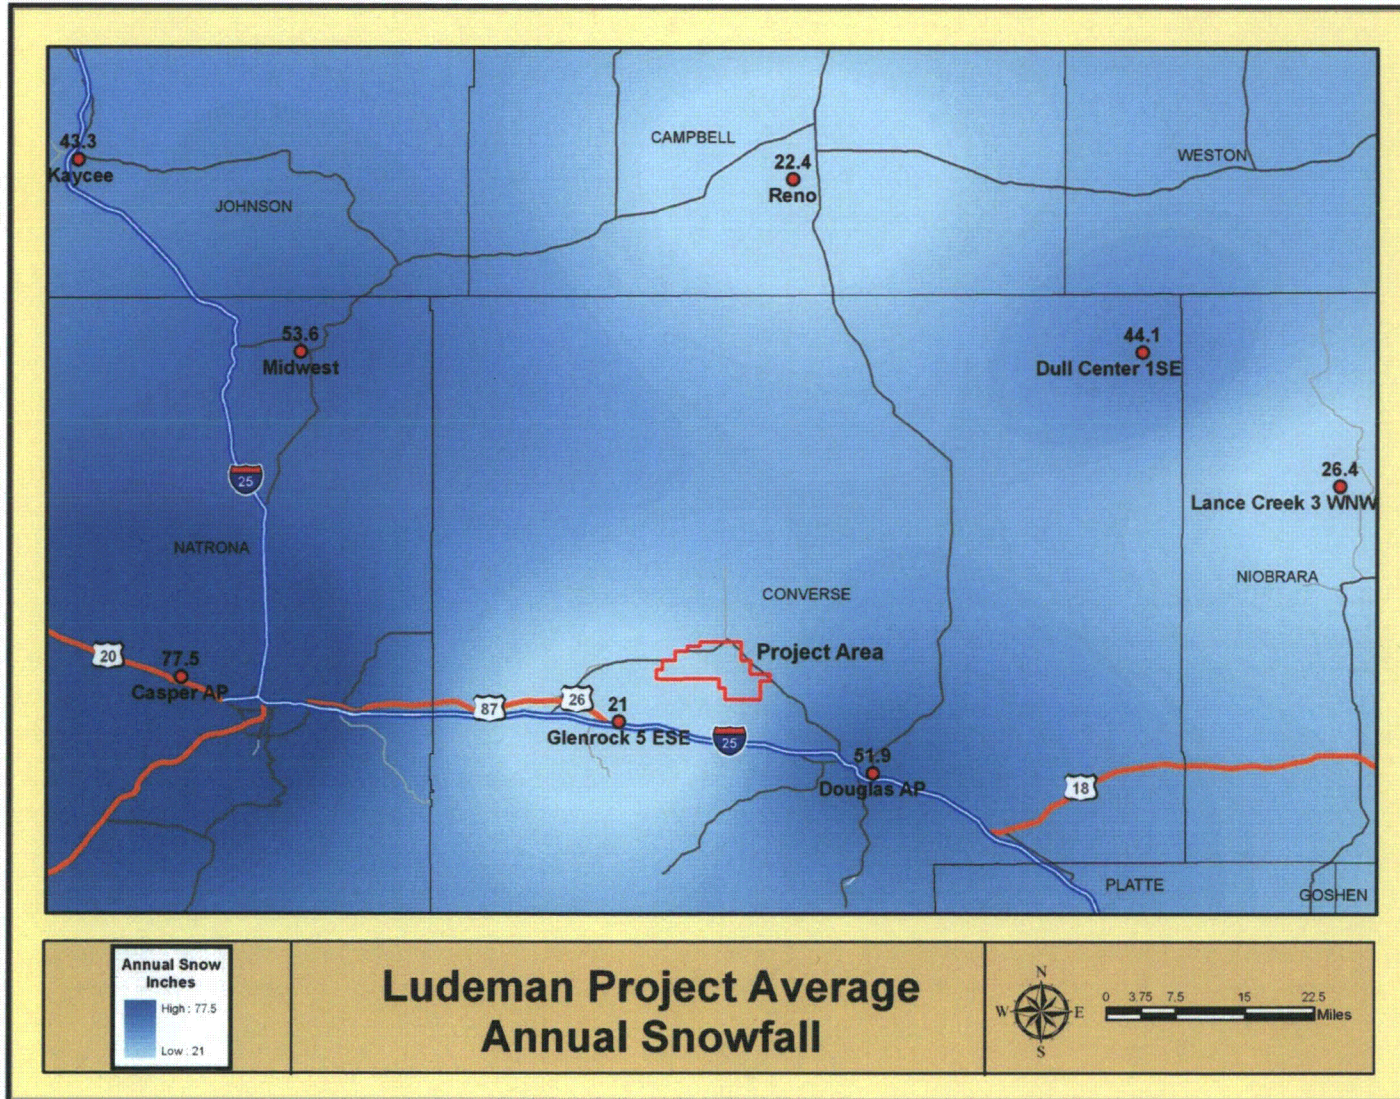 43.3
Kaycee
JOHNSON
CAMPBELL
22.4
Reno
WESTON
53.6
Midwest
44.1
Dull Center 1SE
25
26.4
Lance Creek 3 WNW
NATRONA
NIOBRARA
CONVERSE
20
77.5
Casper AP
Project Area
87
26
21
Glenrock 5 ESE
25
51.9
Douglas AP
18
PLATTE
GOSHEN
Annual Snow
Inches
High : 77.5
Low : 21
Ludeman Project Average
Annual Snowfall
N
W
E
S
0 3.75 7.5 15 22.5
Miles